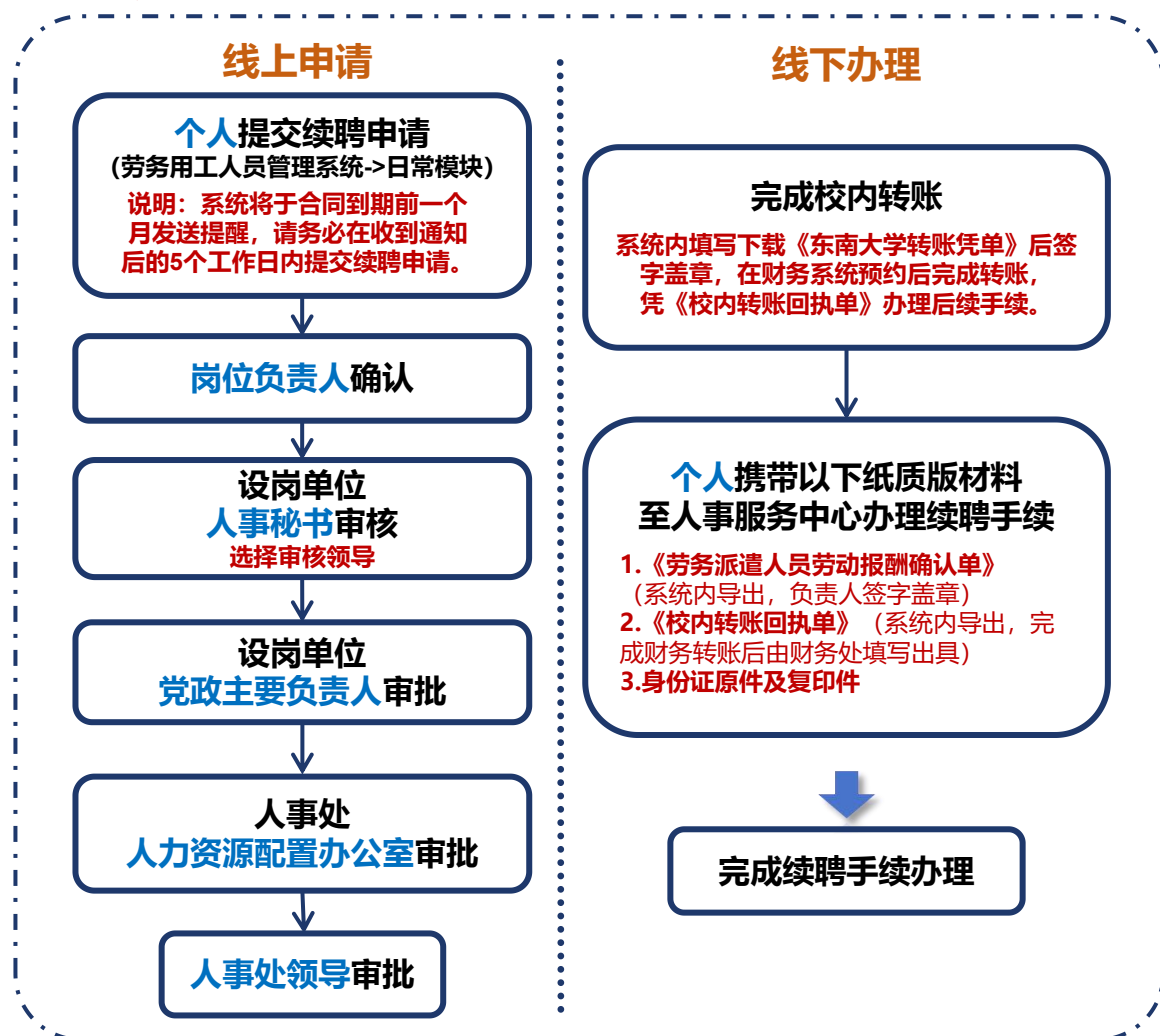 线上申请
个人提交续聘申请
（劳务用工人员管理系统->日常模块）
说明：系统将于合同到期前一个
月发送提醒，请务必在收到通知
后的5个工作日内提交续聘申请。
岗位负责人确认
设岗单位
人事秘书审核
选择审核领导
设岗单位
党政主要负责人审批
人事处
人力资源配置办公室审批
人事处领导审批
线下办理
完成校内转账
系统内填写下载《东南大学转账凭单》后签
字盖章，在财务系统预约后完成转账，
凭《校内转账回执单》办理后续手续。
个人携带以下纸质版材料
至人事服务中心办理续聘手续
1.《劳务派遣人员劳动报酬确认单》
（系统内导出，负责人签字盖章）
2.《校内转账回执单》（系统内导出，完
成财务转账后由财务处填写出具）
3.身份证原件及复印件
完成续聘手续办理